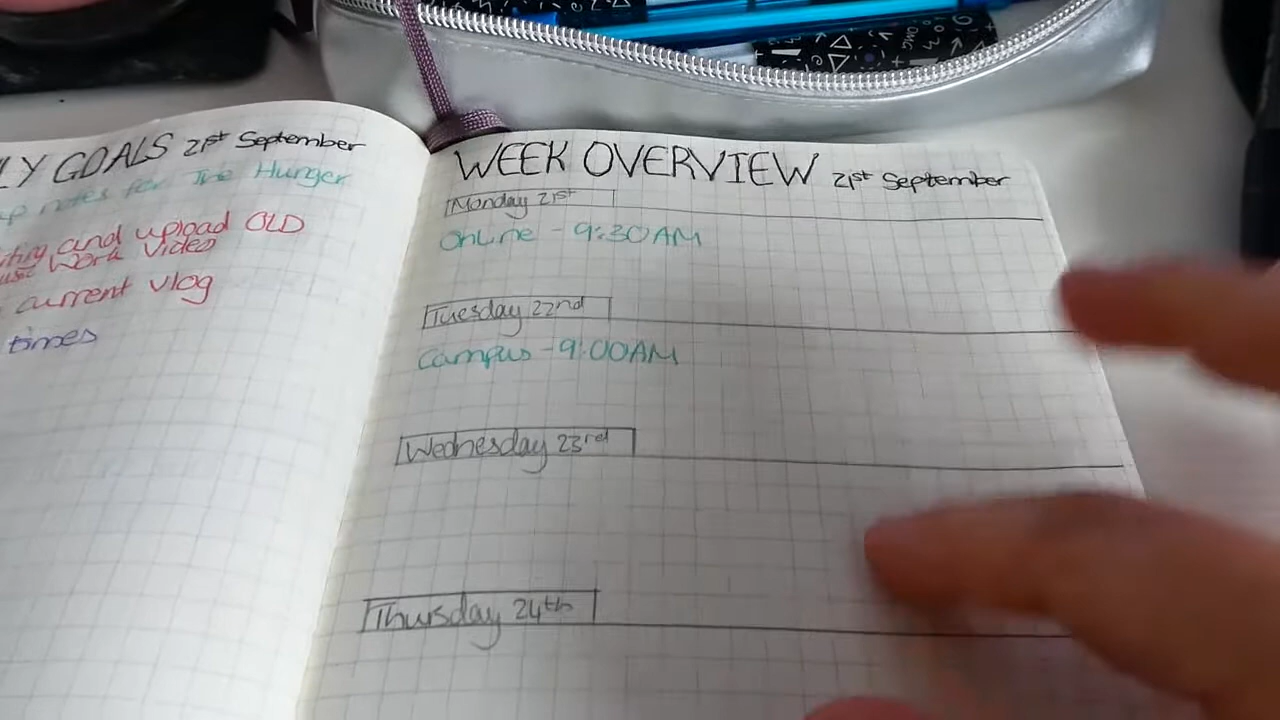 LY GOALS 21st September
up notes for The Hunger
and upload OLD
Work Video
current vlog
times
WEEK OVERVIEW 21st September
Monday 21st
Online - 9:30AM
Tuesday 22nd
Campus - 9:00AM
Wednesday 23rd
Thursday 24th